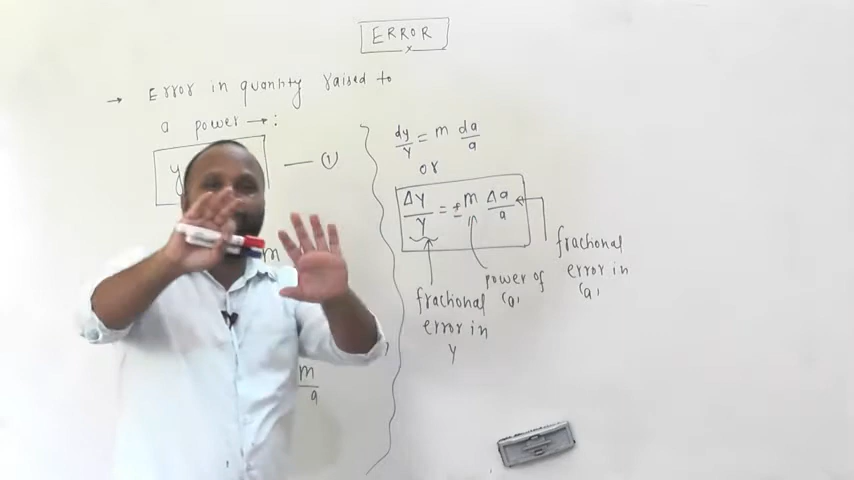 ERROR
→ Error in quantity raised to
a power →:
y
— ①
m
m
a
dy/y = m da/a
or
Δy/y = ± m Δa/a
fractional
error in
y
power of
'a'
fractional
error in
'a'